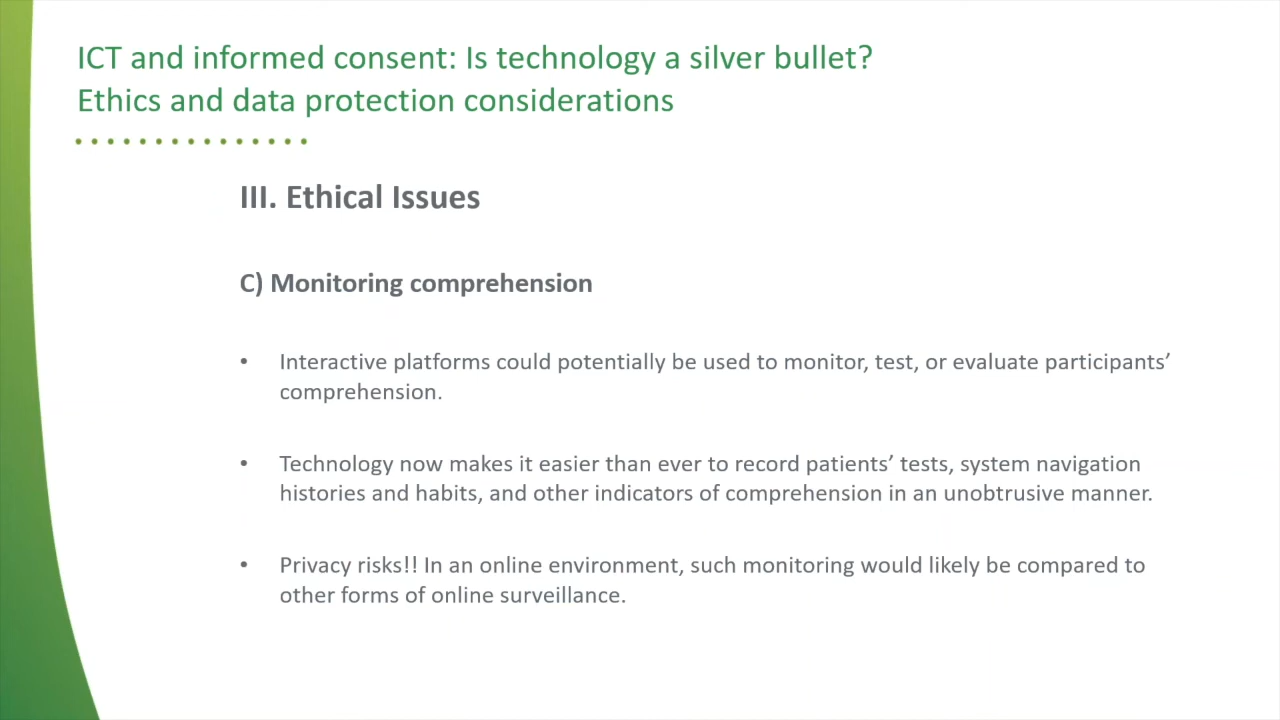 ICT and informed consent: Is technology a silver bullet?
Ethics and data protection considerations
III. Ethical Issues
C) Monitoring comprehension
• Interactive platforms could potentially be used to monitor, test, or evaluate participants’
comprehension.
• Technology now makes it easier than ever to record patients’ tests, system navigation
histories and habits, and other indicators of comprehension in an unobtrusive manner.
• Privacy risks!! In an online environment, such monitoring would likely be compared to
other forms of online surveillance.